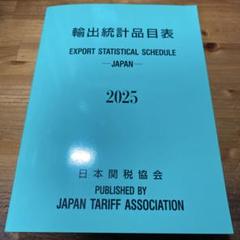 輸出統計品目表
EXPORT STATISTICAL SCHEDULE
—JAPAN—
2025
日本関税協会
PUBLISHED BY
JAPAN TARIFF ASSOCIATION